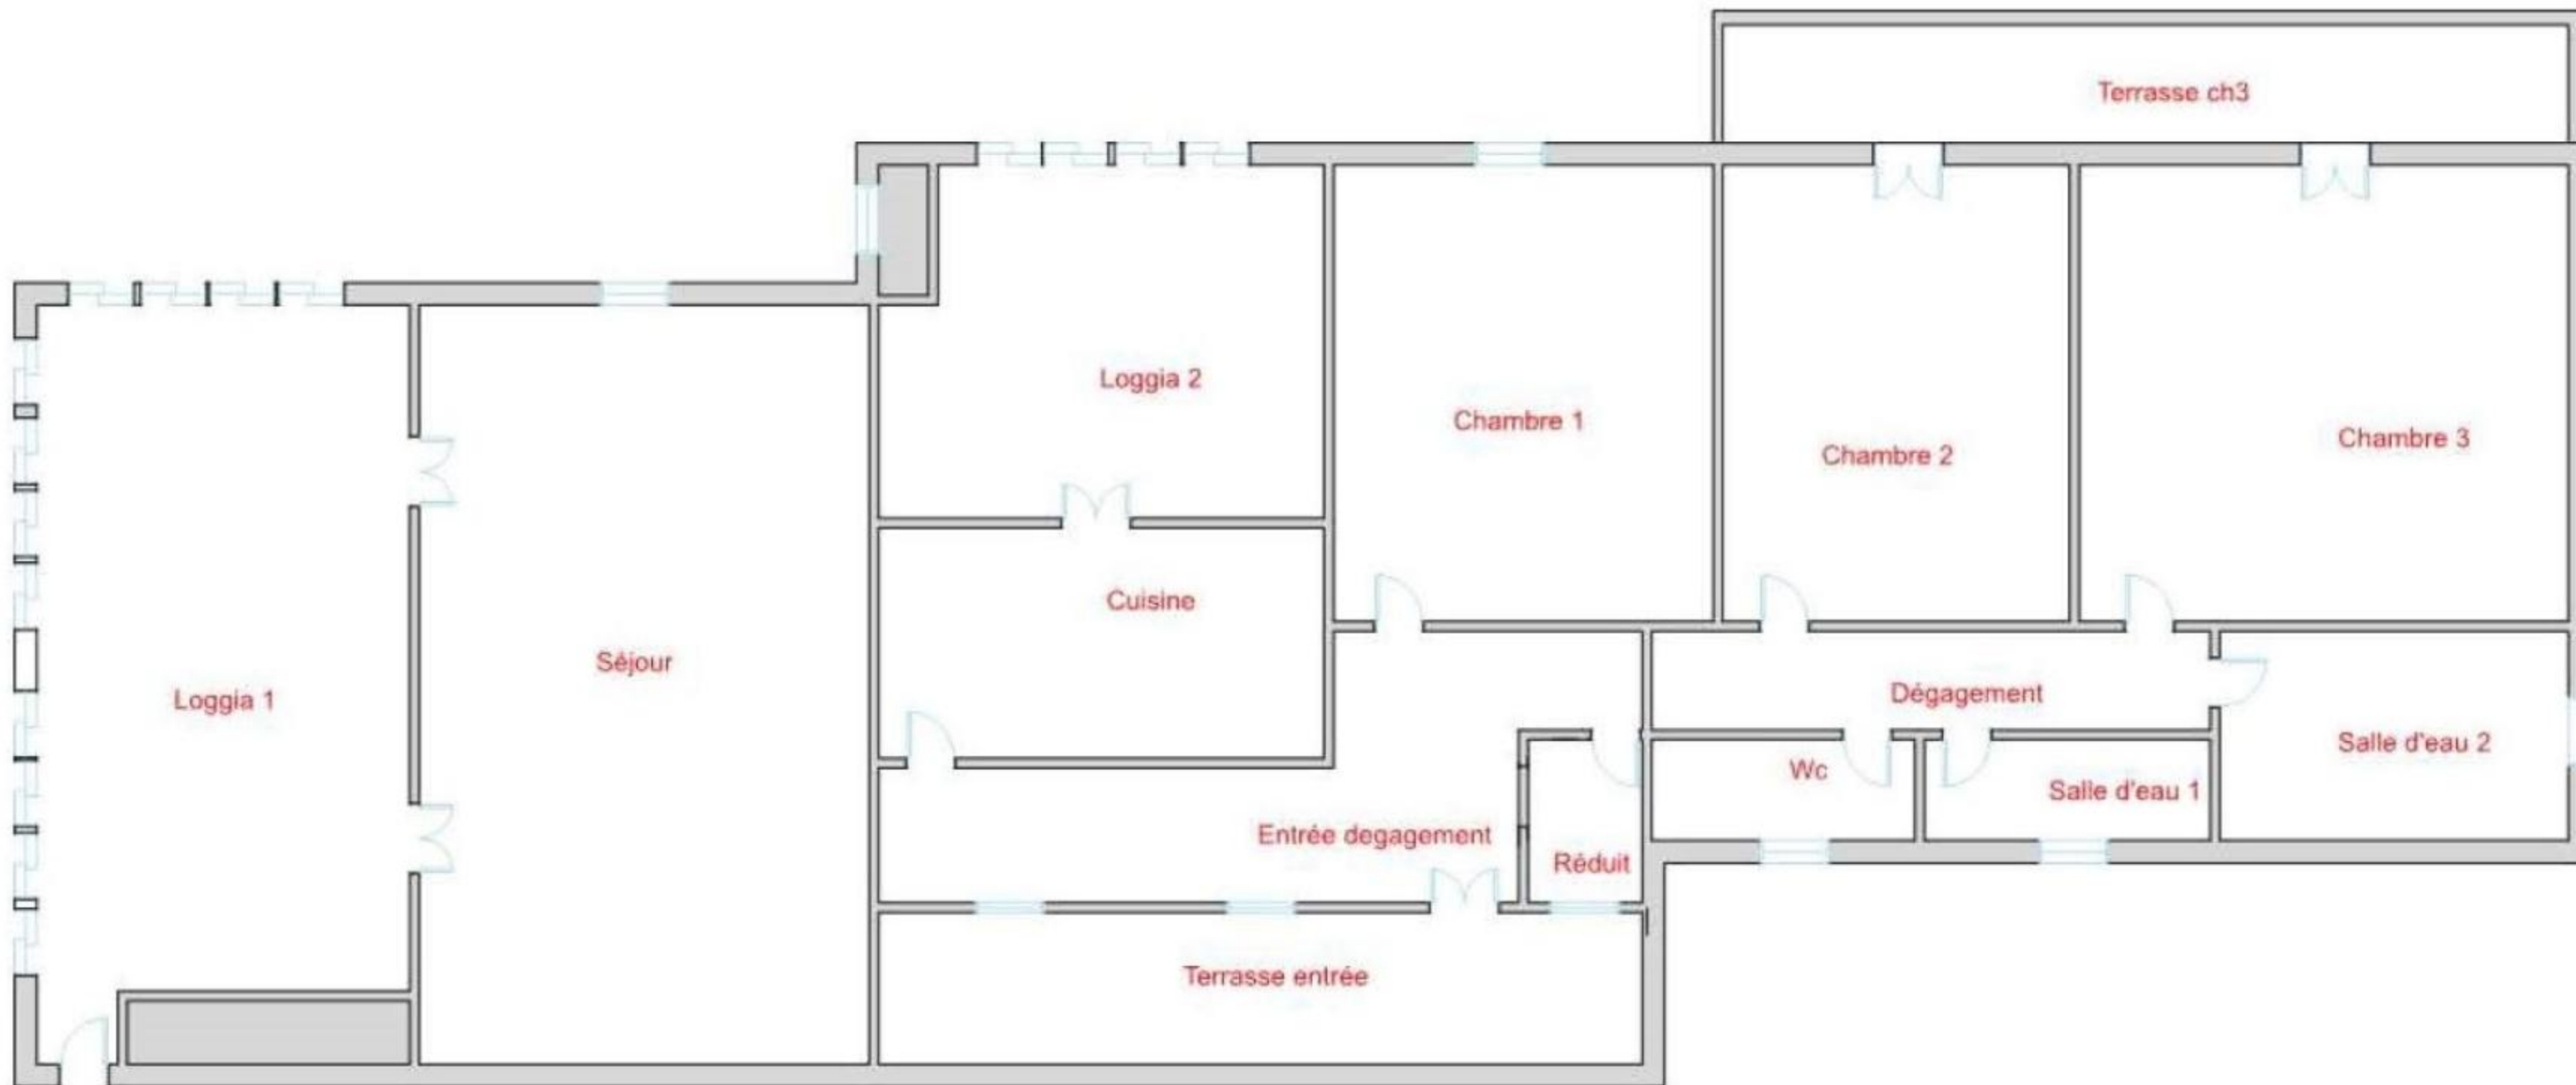 Terrasse ch3
Loggia 2
Chambre 1
Chambre 2
Chambre 3
Cuisine
Séjour
Loggia 1
Dégagement
Salle d'eau 2
Wc
Salle d'eau 1
Entrée degagement
Réduit
Terrasse entrée